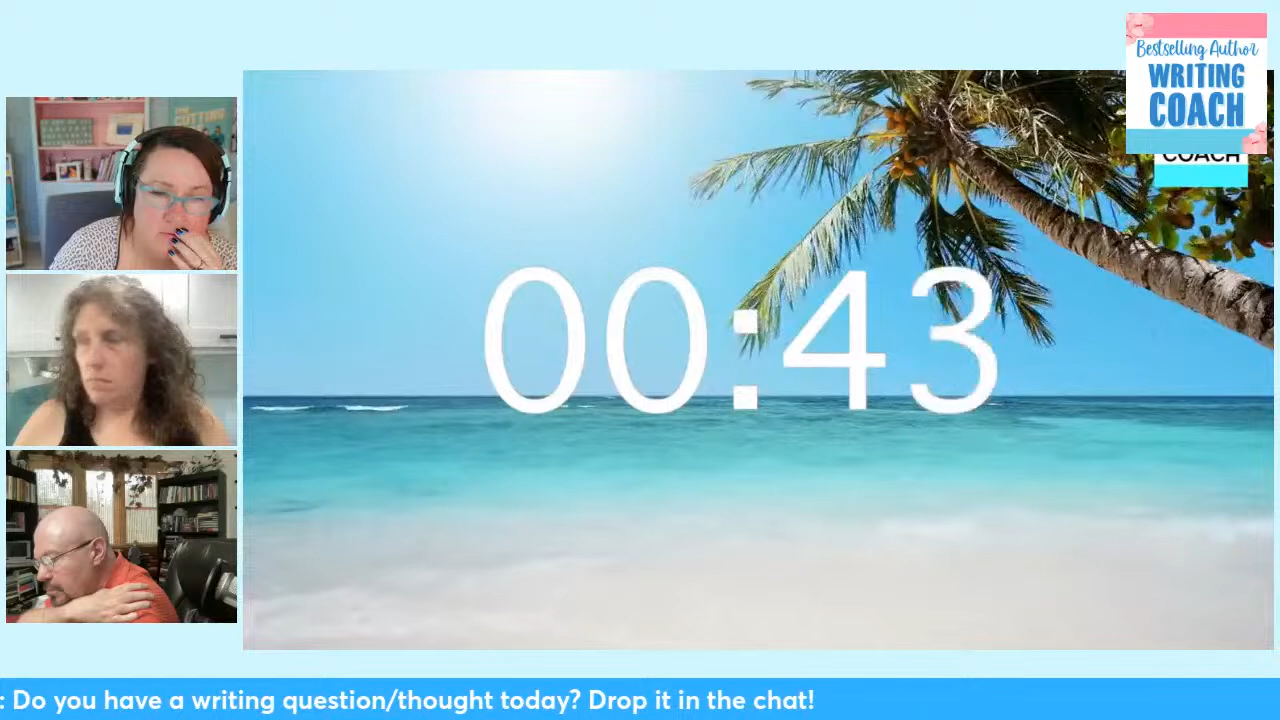 Bestselling Author
WRITING
COACH
COACH
00:43
: Do you have a writing question/thought today? Drop it in the chat!